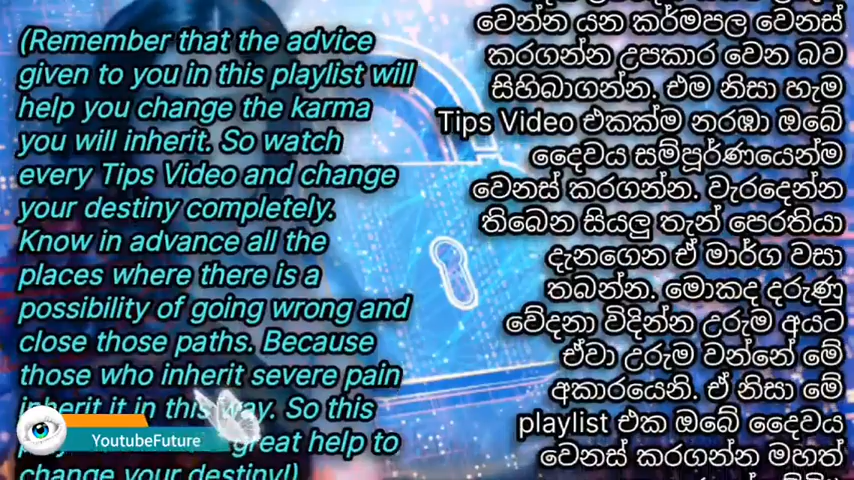 (Remember that the advice
given to you in this playlist will
help you change the karma
you will inherit. So watch
every Tips Video and change
your destiny completely.
Know in advance all the
places where there is a
possibility of going wrong and
close those paths. Because
those who inherit severe pain
inherit it in this way. So this
great help to
change your destiny!)
වෙන්න යන කර්මපල වෙනස්
කරගන්න උපකාර වෙන බව
සිහිබාගන්න. එම නිසා හැම
Tips Video එකක්ම නරඹා ඔබේ
දෛවය සම්පූර්ණයෙන්ම
වෙනස් කරගන්න. වැරදෙන්න
තිබෙන සියලු තැන් පෙරතියා
දැනගෙන ඒ මාර්ග වසා
තබන්න. මොකද දරුණු
වේදනා විදින්න උරුම අයට
ඒවා උරුම වන්නේ මේ
අකාරයෙනි. ඒ නිසා මේ
playlist එක ඔබේ දෛවය
වෙනස් කරගන්න මහත්
YoutubeFuture